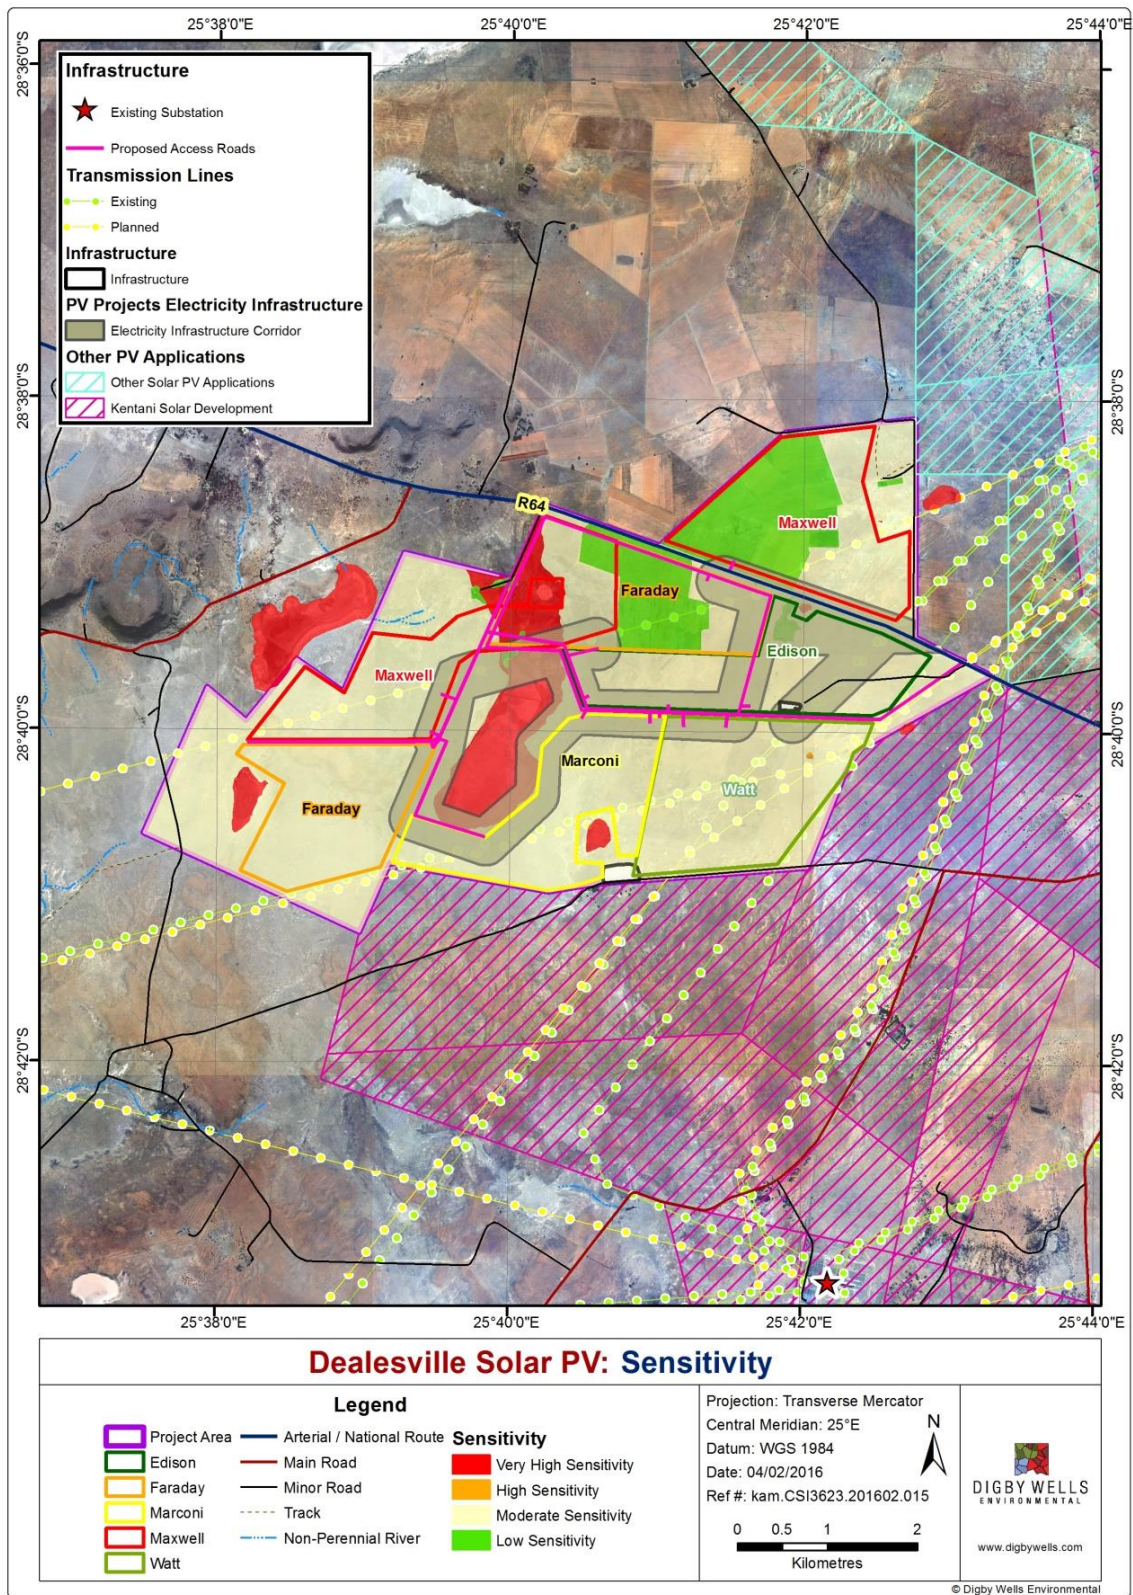 25°38'0"E
25°40'0"E
25°42'0"E
25°44'0"E
28°36'0"S
28°38'0"S
28°38'0"S
28°40'0"S
28°40'0"S
28°42'0"S
28°42'0"S
Infrastructure
Existing Substation
Proposed Access Roads
Transmission Lines
Existing
Planned
Infrastructure
Infrastructure
PV Projects Electricity Infrastructure
Electricity Infrastructure Corridor
Other PV Applications
Other Solar PV Applications
Kentani Solar Development
R64
Maxwell
Faraday
Edison
Maxwell
Marconi
Watt
Faraday
25°38'0"E
25°40'0"E
25°42'0"E
25°44'0"E
Dealesville Solar PV: Sensitivity
Legend
Project Area
Edison
Faraday
Marconi
Maxwell
Watt
Arterial / National Route
Main Road
Minor Road
Track
Non-Perennial River
Sensitivity
Very High Sensitivity
High Sensitivity
Moderate Sensitivity
Low Sensitivity
Projection: Transverse Mercator
Central Meridian: 25°E
Datum: WGS 1984
Date: 04/02/2016
Ref #: kam.CSI3623.201602.015
N
0 0.5 1 2
Kilometres
DIGBY WELLS
ENVIRONMENTAL
www.digbywells.com
© Digby Wells Environmental